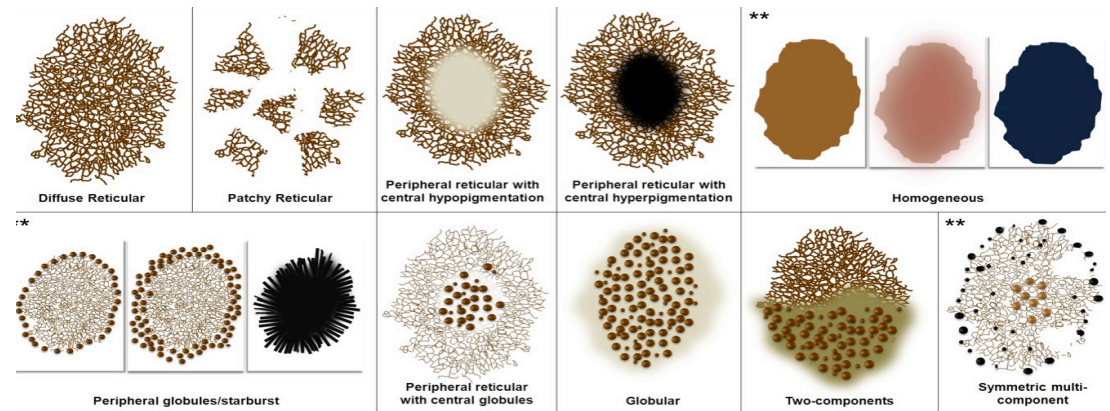 **
Diffuse Reticular
Patchy Reticular
Peripheral reticular with
central hypopigmentation
Peripheral reticular with
central hyperpigmentation
Homogeneous
**
**
Peripheral globules/starburst
Peripheral reticular
with central globules
Globular
Two-components
Symmetric multi-
component